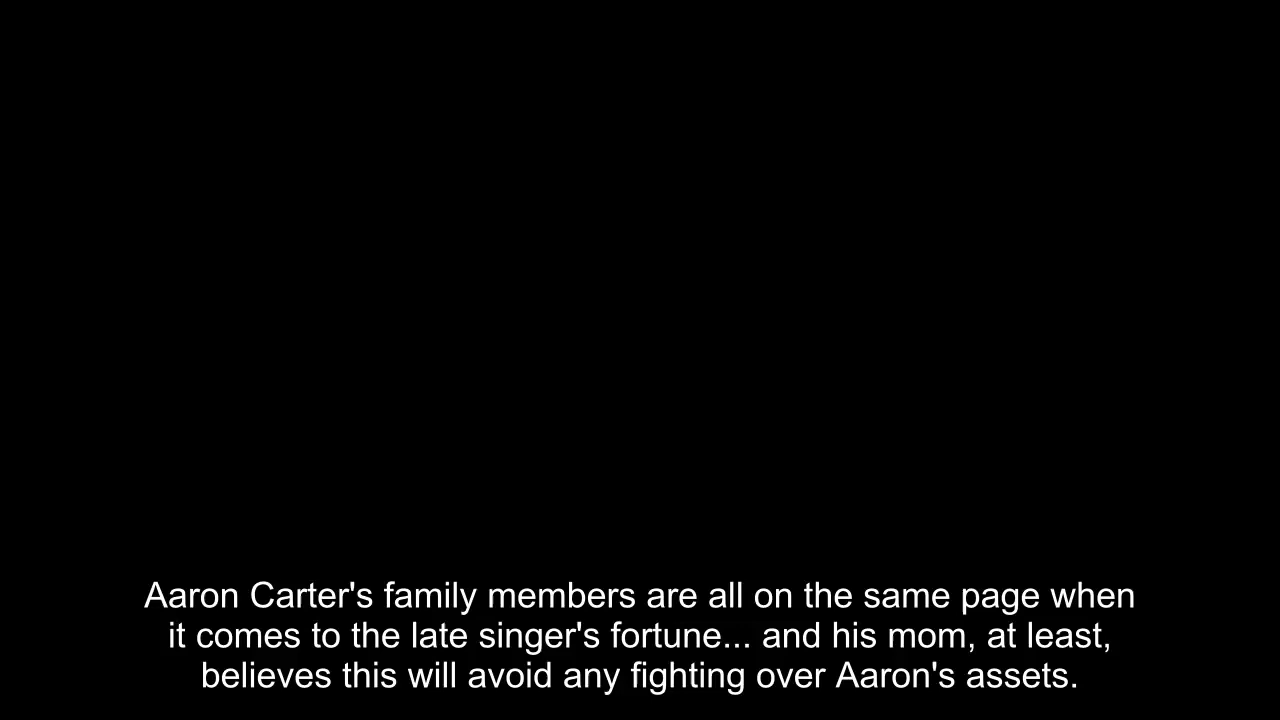 Aaron Carter's family members are all on the same page when
it comes to the late singer's fortune... and his mom, at least,
believes this will avoid any fighting over Aaron's assets.